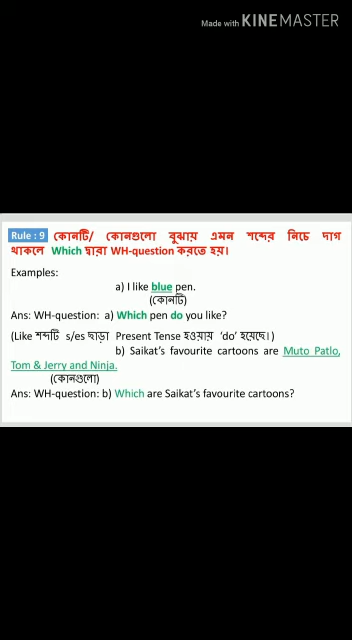 Made with KINEMASTER
Rule : 9 কোনটি/ কোনগুলো বুঝায় এমন শব্দের নিচে দাগ
থাকলে Which দ্বারা WH-question করতে হয়।
Examples:
a) I like blue pen.
(কোনটি)
Ans: WH-question: a) Which pen do you like?
(Like শব্দটি s/es ছাড়া Present Tense হওয়ায় ‘do’ হয়েছে।)
b) Saikat’s favourite cartoons are Muto Patlo,
Tom & Jerry and Ninja.
(কোনগুলো)
Ans: WH-question: b) Which are Saikat’s favourite cartoons?